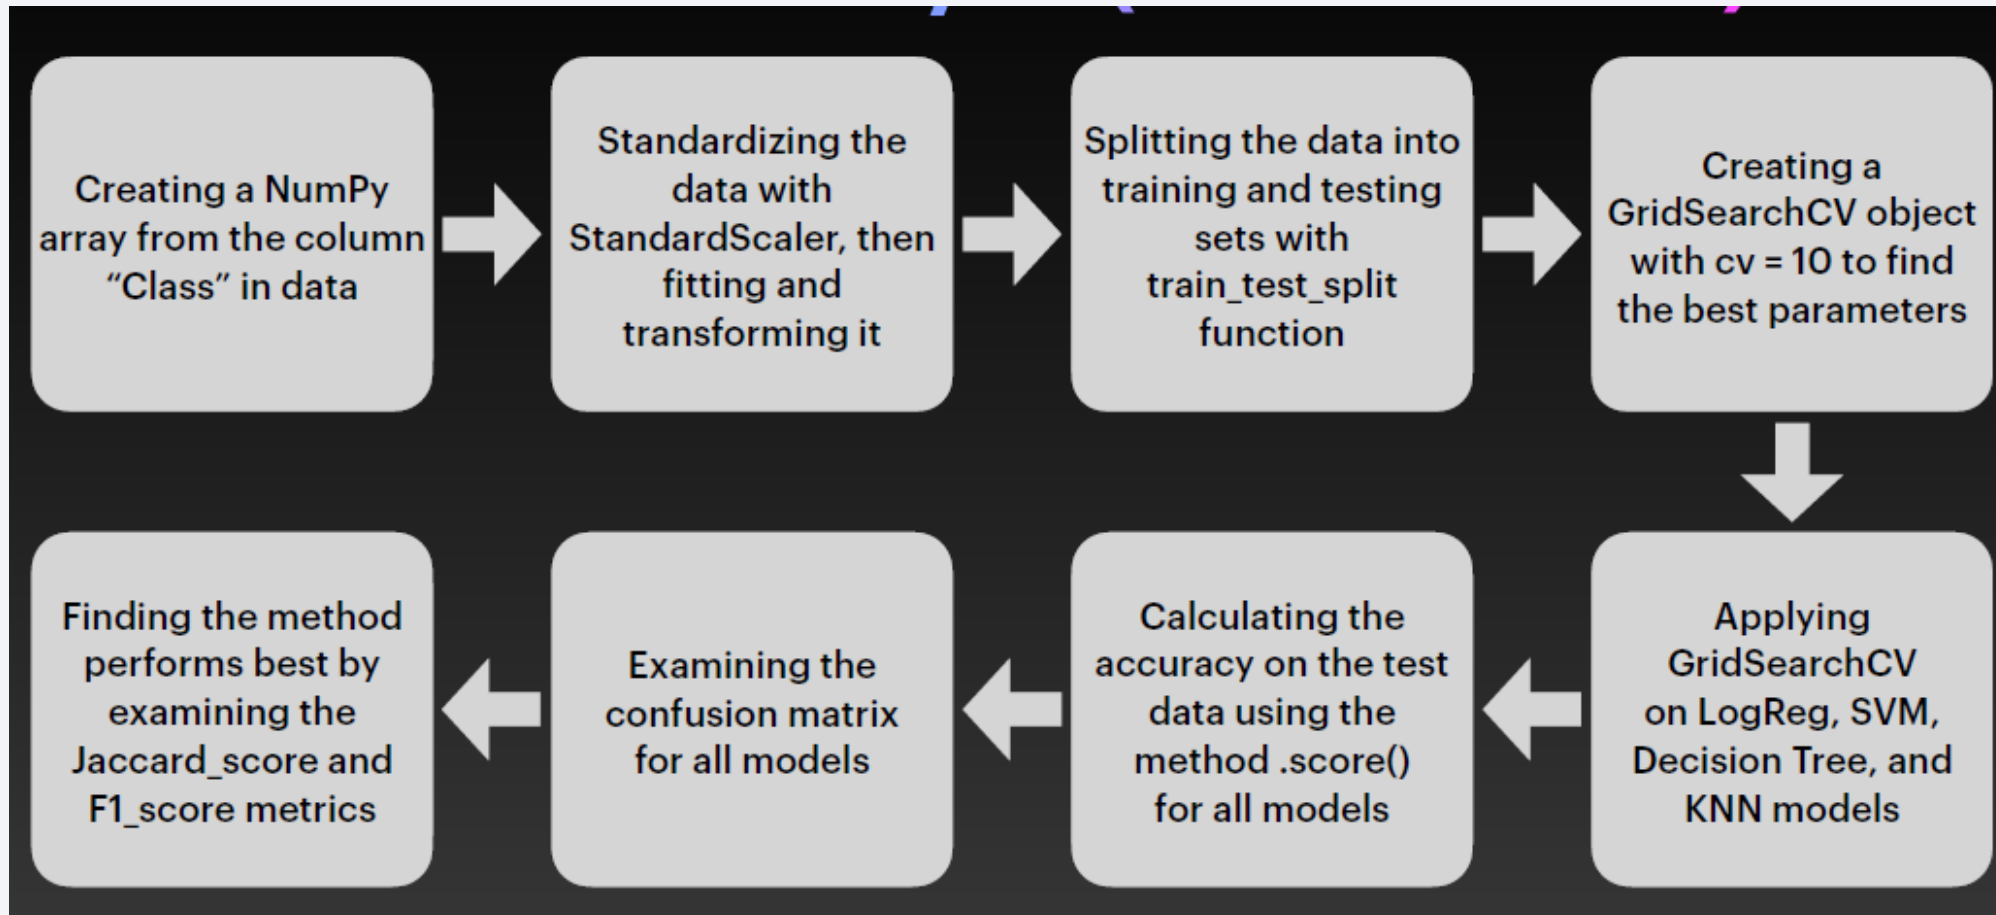 Creating a NumPy
array from the column
“Class” in data
Standardizing the
data with
StandardScaler, then
fitting and
transforming it
Splitting the data into
training and testing
sets with
train_test_split
function
Creating a
GridSearchCV object
with cv = 10 to find
the best parameters
Applying
GridSearchCV
on LogReg, SVM,
Decision Tree, and
KNN models
Calculating the
accuracy on the test
data using the
method .score()
for all models
Examining the
confusion matrix
for all models
Finding the method
performs best by
examining the
Jaccard_score and
F1_score metrics